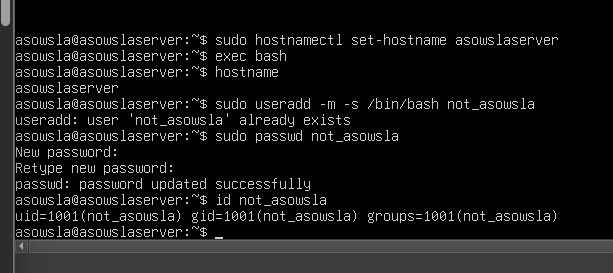 asowsla@asowslaserver:~$ sudo hostnamectl set-hostname asowslaserver
asowsla@asowslaserver:~$ exec bash
asowsla@asowslaserver:~$ hostname
asowslaserver
asowsla@asowslaserver:~$ sudo useradd -m -s /bin/bash not_asowsla
useradd: user 'not_asowsla' already exists
asowsla@asowslaserver:~$ sudo passwd not_asowsla
New password:
Retype new password:
passwd: password updated successfully
asowsla@asowslaserver:~$ id not_asowsla
uid=1001(not_asowsla) gid=1001(not_asowsla) groups=1001(not_asowsla)
asowsla@asowslaserver:~$ _